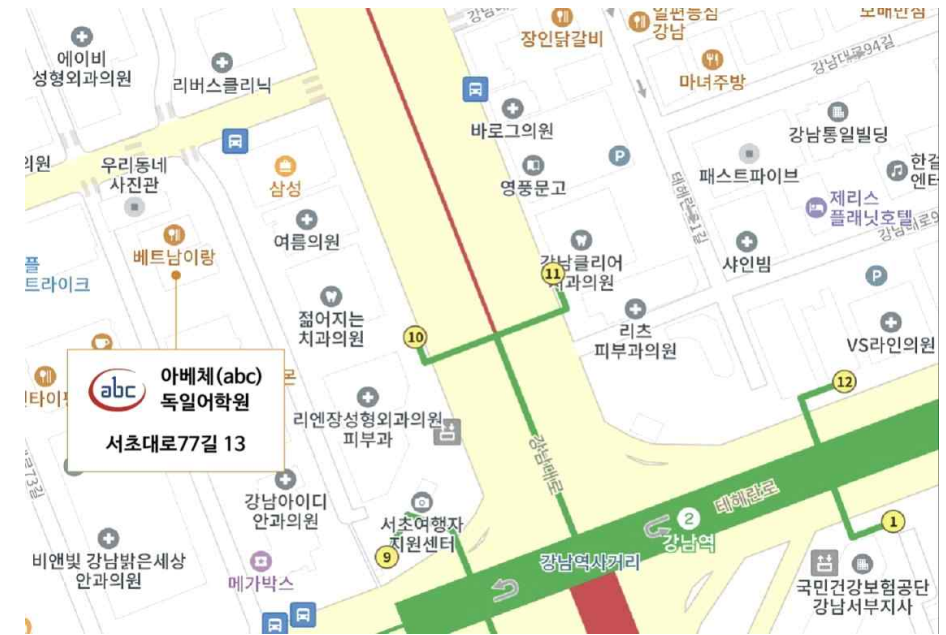 강남
장인닭갈비
일편등심
강남
마녀주방
강남대로94길
에이비
성형외과의원
리버스클리닉
바로그의원
강남통일빌딩
의원
우리동네
사진관
삼성
영풍문고
P
패스트파이브
제리스
플래닛호텔
테헤란로1길
베트남이랑
여름의원
강남클리어
치과의원
샤인빔
P
플
트라이크
11
젊어지는
치과의원
10
리츠
피부과의원
VS라인의원
12
abc
아베체(abc)
독일어학원
서초대로77길 13
본
리엔장성형외과의원
피부과
강남대로
테헤란로
강남아이디
안과의원
서초여행자
지원센터
2
강남역
1
9
비앤빛 강남밝은세상
안과의원
메가박스
강남역사거리
국민건강보험공단
강남서부지사